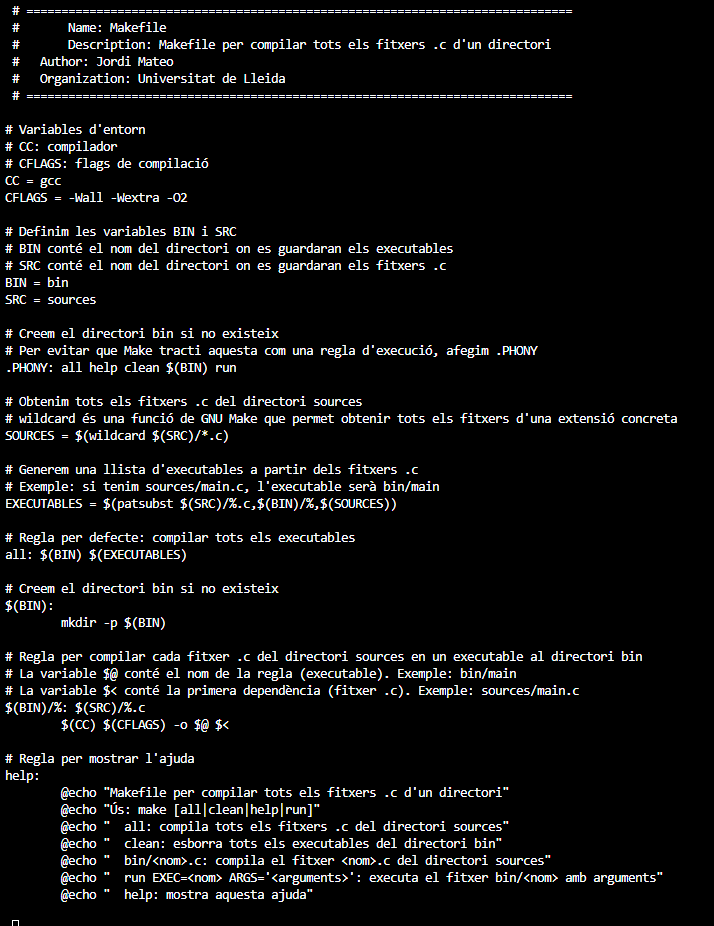 # ==============================================================================
#       Name: Makefile
#       Description: Makefile per compilar tots els fitxers .c d'un directori
#   Author: Jordi Mateo
#   Organization: Universitat de Lleida
# ==============================================================================
# Variables d'entorn
# CC: compilador
# CFLAGS: flags de compilació
CC = gcc
CFLAGS = -Wall -Wextra -O2
# Definim les variables BIN i SRC
# BIN conté el nom del directori on es guardaran els executables
# SRC conté el nom del directori on es guardaran els fitxers .c
BIN = bin
SRC = sources
# Creem el directori bin si no existeix
# Per evitar que Make tracti aquesta com una regla d'execució, afegim .PHONY
.PHONY: all help clean $(BIN) run
# Obtenim tots els fitxers .c del directori sources
# wildcard és una funció de GNU Make que permet obtenir tots els fitxers d'una extensió concreta
SOURCES = $(wildcard $(SRC)/*.c)
# Generem una llista d'executables a partir dels fitxers .c
# Exemple: si tenim sources/main.c, l'executable serà bin/main
EXECUTABLES = $(patsubst $(SRC)/%.c,$(BIN)/%,$(SOURCES))
# Regla per defecte: compilar tots els executables
all: $(BIN) $(EXECUTABLES)
# Creem el directori bin si no existeix
$(BIN):
        mkdir -p $(BIN)
# Regla per compilar cada fitxer .c del directori sources en un executable al directori bin
# La variable $@ conté el nom de la regla (executable). Exemple: bin/main
# La variable $< conté la primera dependència (fitxer .c). Exemple: sources/main.c
$(BIN)/%: $(SRC)/%.c
        $(CC) $(CFLAGS) -o $@ $<
# Regla per mostrar l'ajuda
help:
        @echo "Makefile per compilar tots els fitxers .c d'un directori"
        @echo "Ús: make [all|clean|help|run]"
        @echo "  all: compila tots els fitxers .c del directori sources"
        @echo "  clean: esborra tots els executables del directori bin"
        @echo "  bin/<nom>.c: compila el fitxer <nom>.c del directori sources"
        @echo "  run EXEC=<nom> ARGS='<arguments>': executa el fitxer bin/<nom> amb arguments"
        @echo "  help: mostra aquesta ajuda"